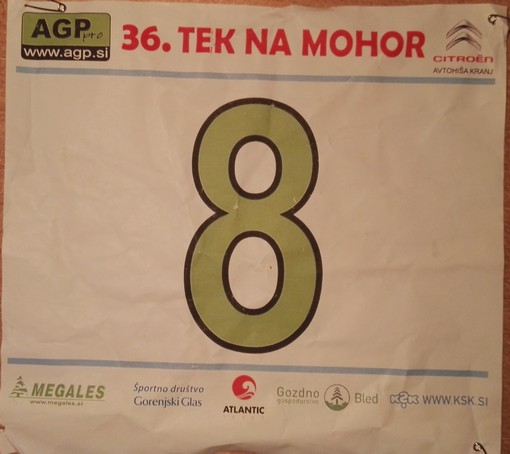 AGP pro
www.agp.si
36. TEK NA MOHOR
CITROËN
AVTOHIŠA KRANJ
8
MEGALES
www.megales.si
Športno društvo
Gorenjski Glas
ATLANTIC
Gozdno
gospodarstvo
Bled
KSK WWW.KSK.SI